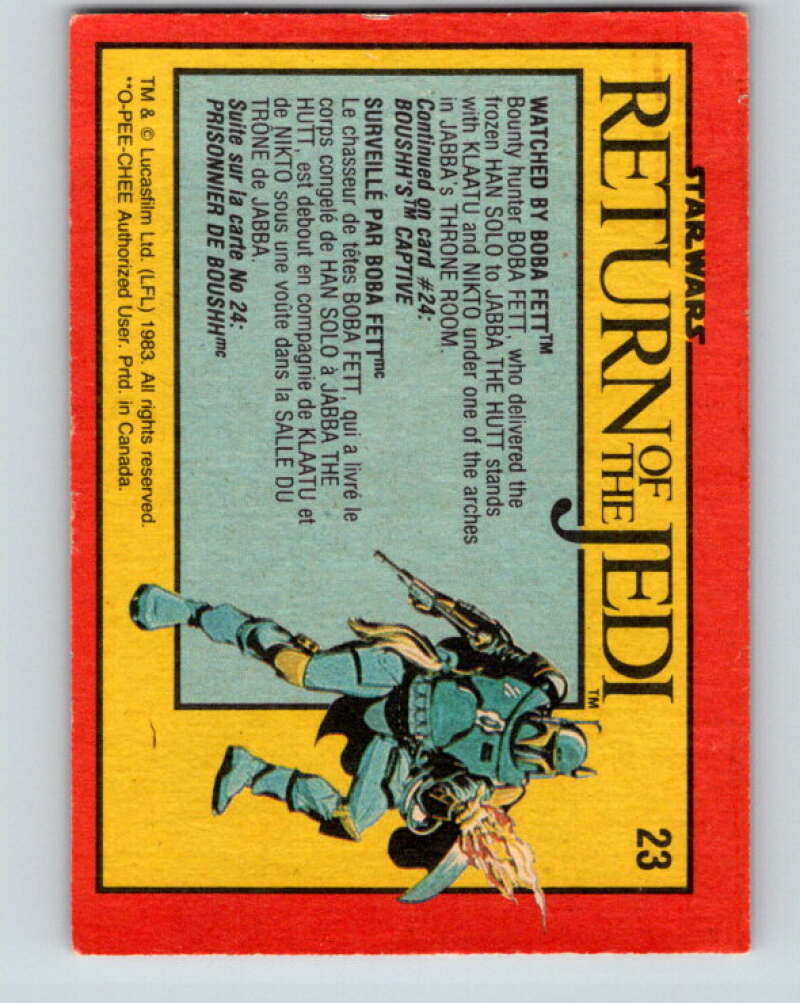 STAR WARS
RETURN OF THE JEDI™
23
WATCHED BY BOBA FETT™
Bounty hunter BOBA FETT, who delivered the
frozen HAN SOLO to JABBA THE HUTT stands
with KLAATU and NIKTO under one of the arches
in JABBA's THRONE ROOM.
Continued on card #24:
BOUSHH'S™ CAPTIVE
SURVEILLÉ PAR BOBA FETTmc
Le chasseur de têtes BOBA FETT, qui a livré le
corps congelé de HAN SOLO à JABBA THE
HUTT, est debout en compagnie de KLAATU et
de NIKTO sous une voûte dans la SALLE DU
TRÔNE de JABBA.
Suite sur la carte No 24:
PRISONNIER DE BOUSHHmc
TM & © Lucasfilm Ltd. (LFL) 1983. All rights reserved.
**O-PEE-CHEE Authorized User. Prtd. in Canada.